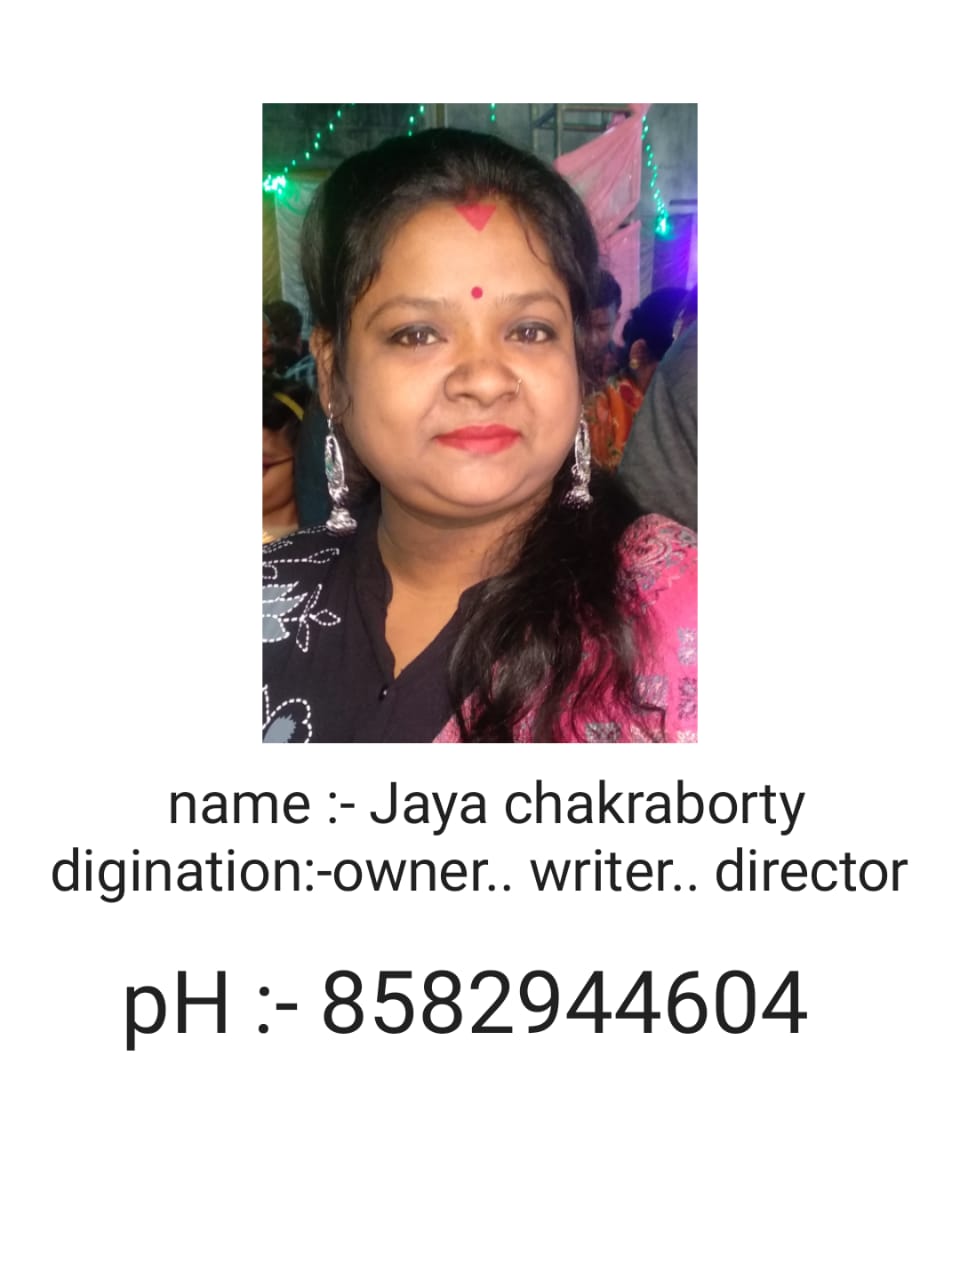 name :- Jaya chakraborty
digination:-owner.. writer.. director
pH :- 8582944604